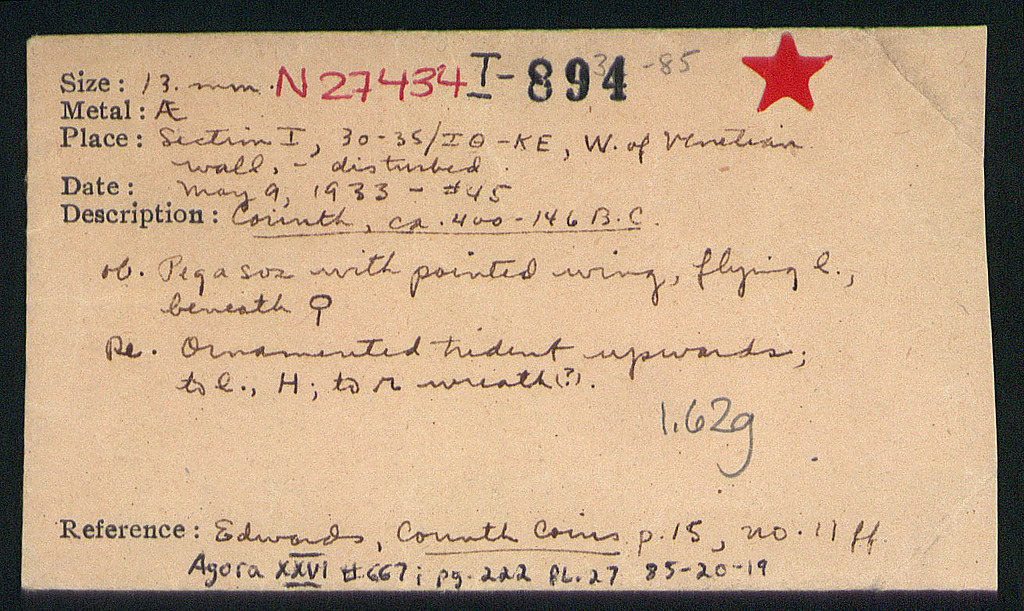 Size : 13. mm. N 27434 I-894 3 -85
Metal : Æ
Place : Section I, 30-35/ΙΘ-ΚΕ, W. of Venetian
wall, - disturbed.
Date : May 9, 1933 - #45
Description : Corinth, ca. 400-146 B.C.
ob. Pegasos with pointed wing, flying l.,
beneath Ϙ
Re. Ornamented trident upwards;
to l., H; to r wreath(?).
1.62g
Reference : Edwards, Corinth Coins p.15, no. 11 ff.
Agora XXVI #667; pg. 222 PL. 27 85-20-19